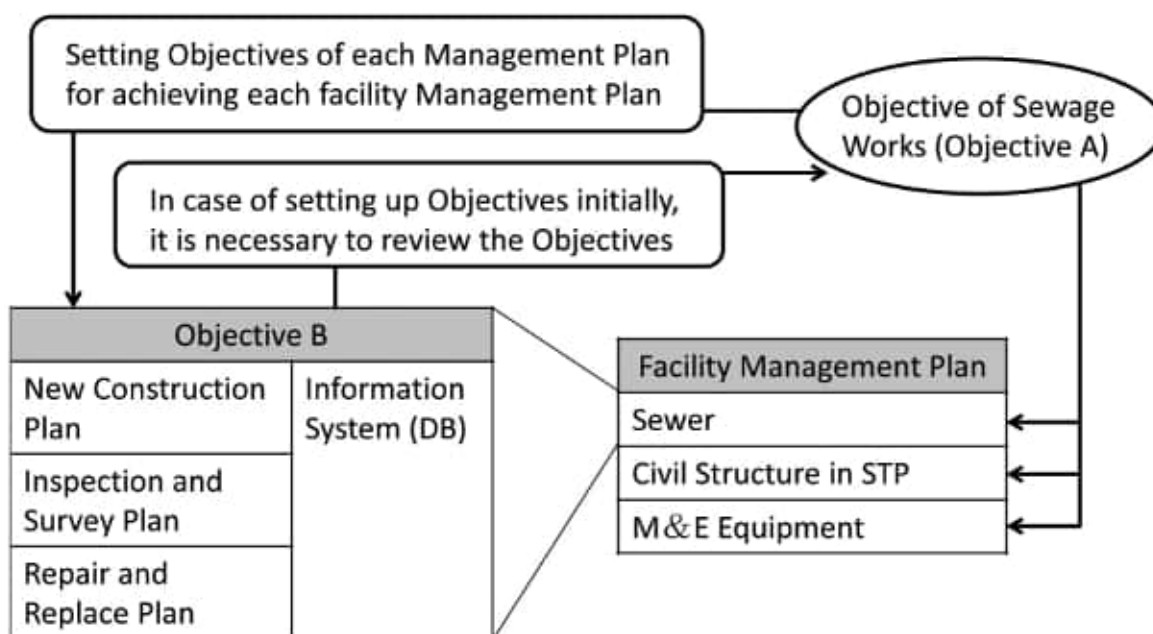 Setting Objectives of each Management Plan
for achieving each facility Management Plan
Objective of Sewage
Works (Objective A)
In case of setting up Objectives initially,
it is necessary to review the Objectives
Objective B
New Construction
Plan
Information
System (DB)
Inspection and
Survey Plan
Repair and
Replace Plan
Facility Management Plan
Sewer
Civil Structure in STP
M&E Equipment